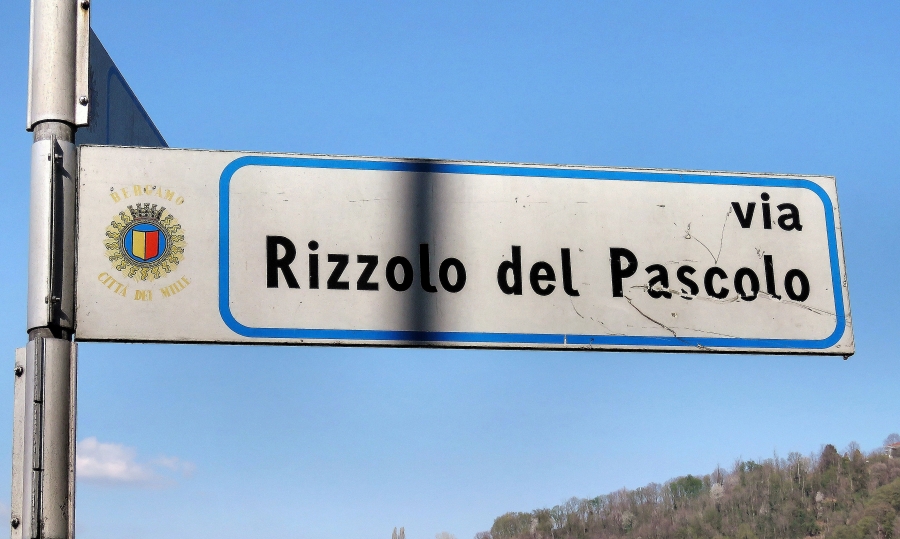 BERGAMO
CITTÀ DEI MILLE
via
Rizzolo del Pascolo